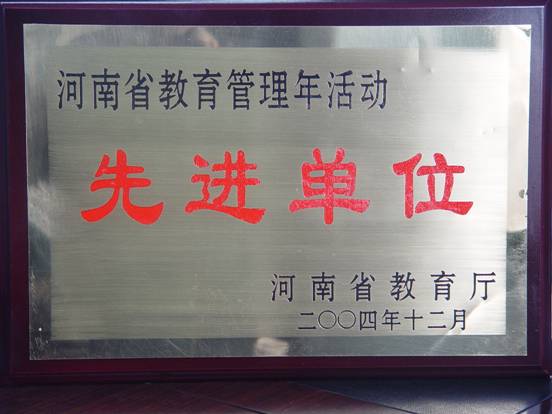 河南省教育管理年活动
先进单位
河南省教育厅
二〇〇四年十二月